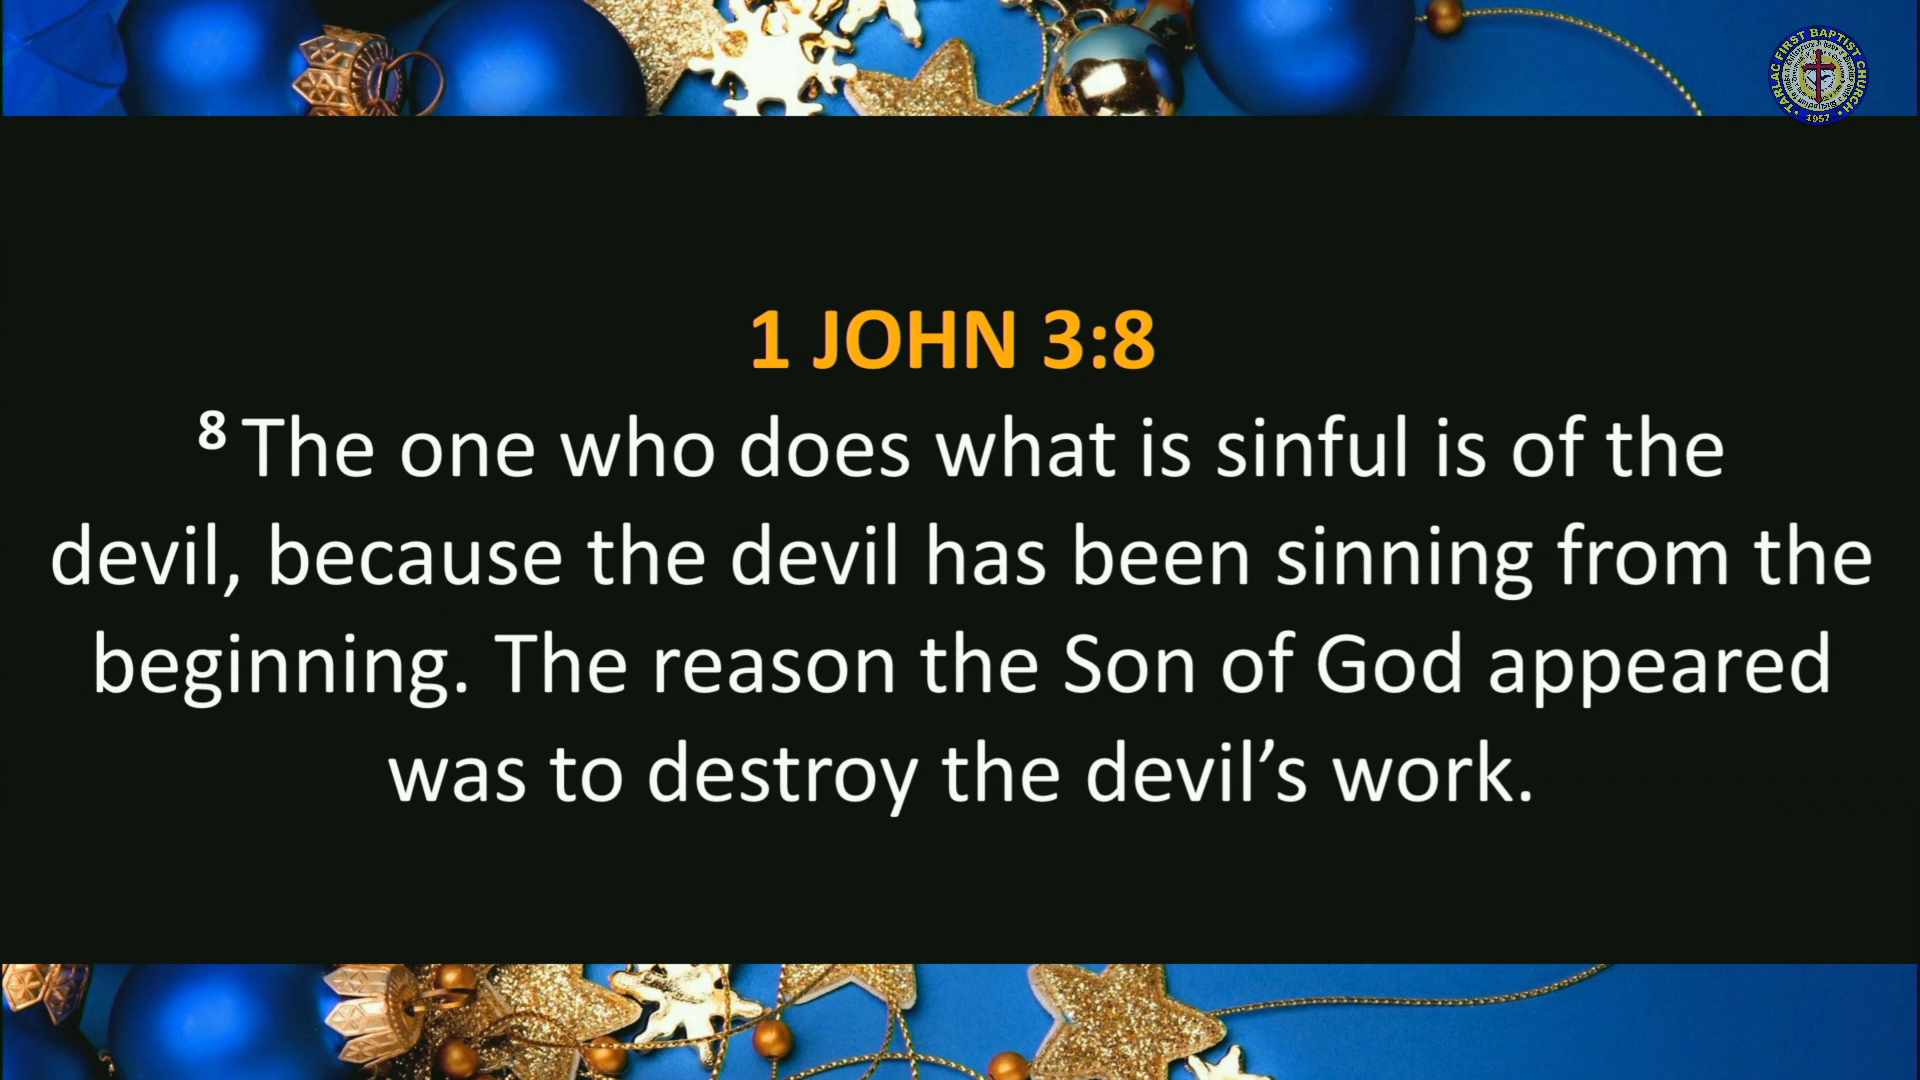 TARLAC FIRST BAPTIST CHURCH
1957
1 JOHN 3:8
8 The one who does what is sinful is of the
devil, because the devil has been sinning from the
beginning. The reason the Son of God appeared
was to destroy the devil’s work.